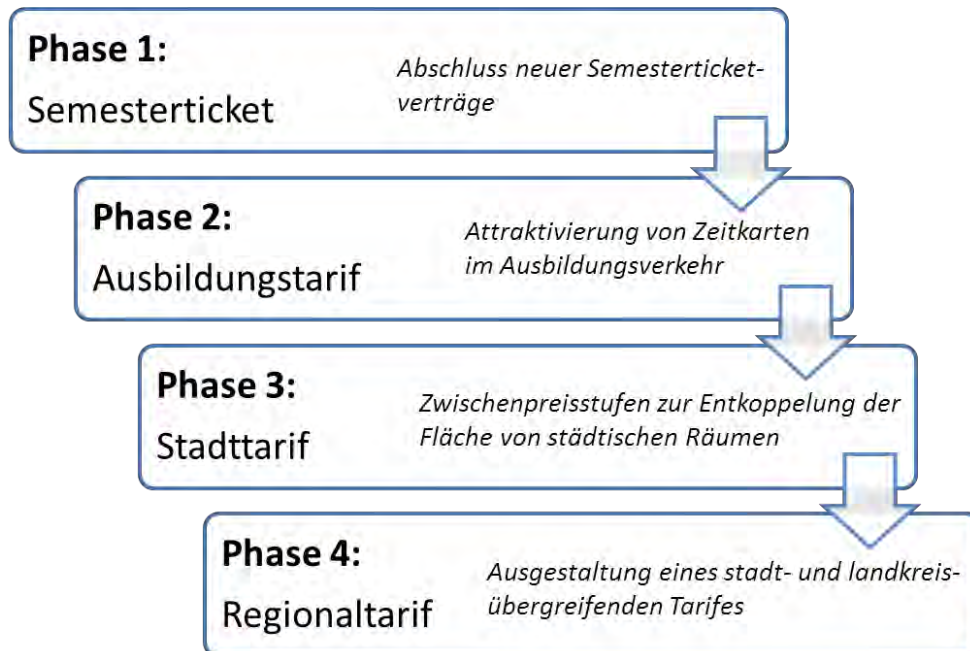 Phase 1:
Semesterticket
Abschluss neuer Semesterticket-
verträge
Phase 2:
Ausbildungstarif
Attraktivierung von Zeitkarten
im Ausbildungsverkehr
Phase 3:
Stadttarif
Zwischenpreisstufen zur Entkoppelung der
Fläche von städtischen Räumen
Phase 4:
Regionaltarif
Ausgestaltung eines stadt- und landkreis-
übergreifenden Tarifes